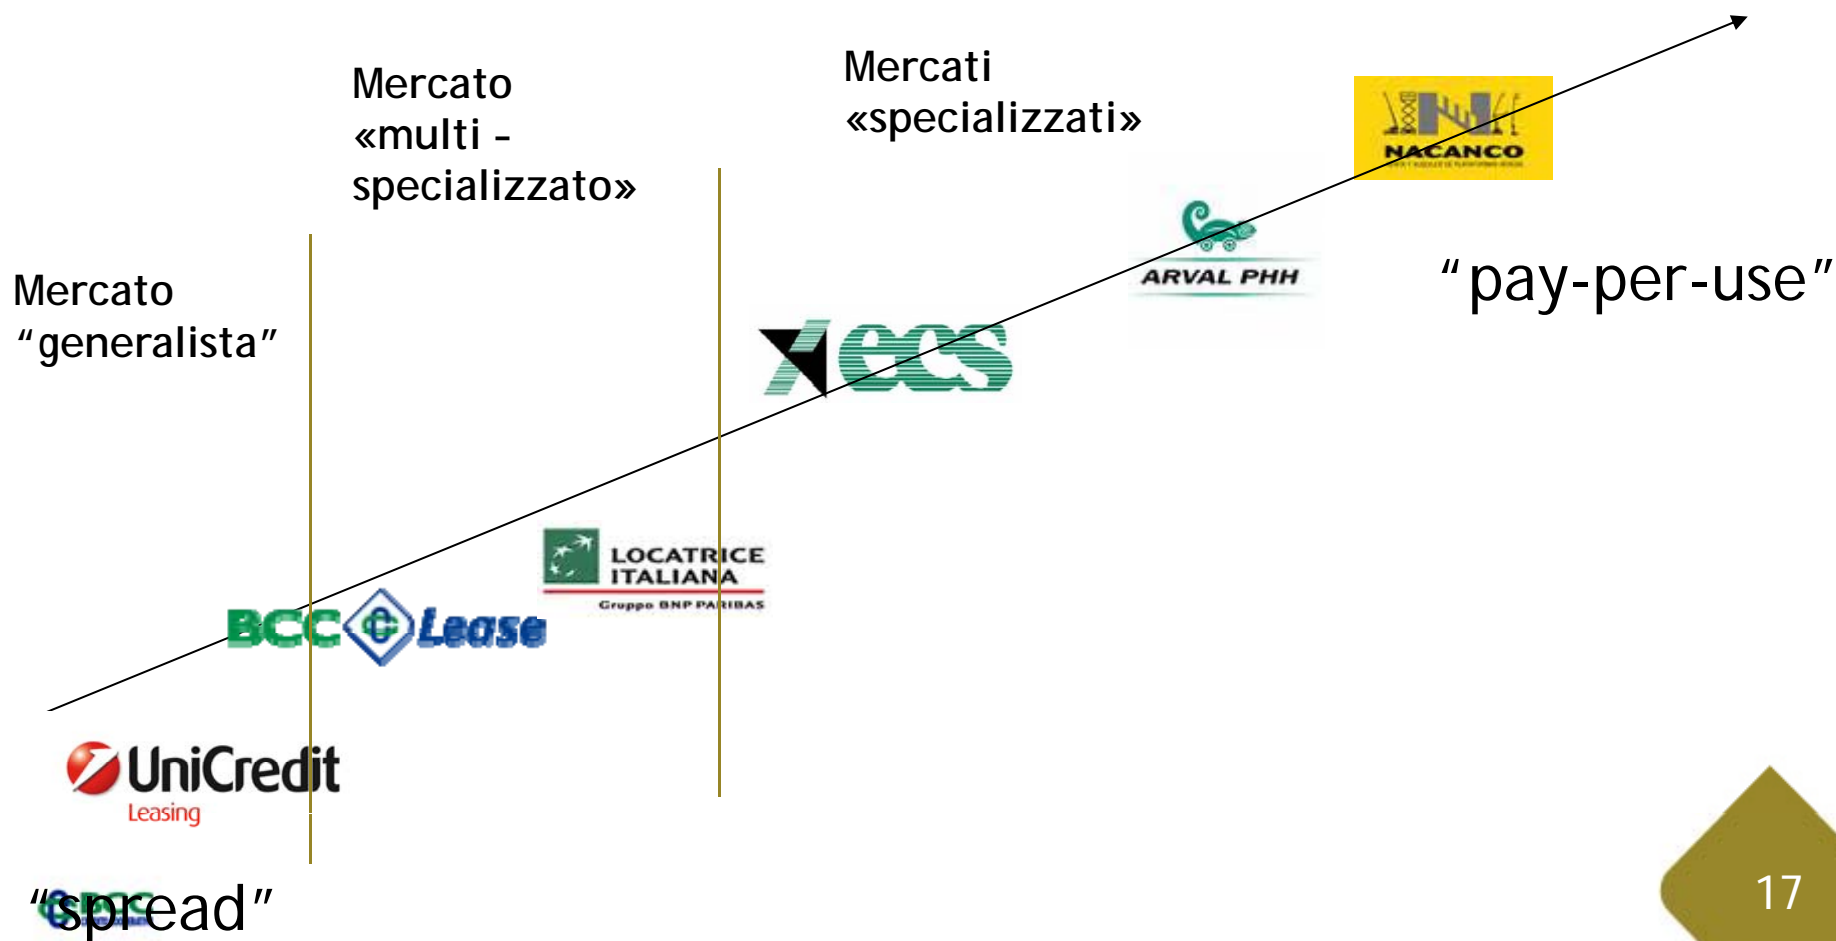 Mercati
«specializzati»
Mercato
«multi –
specializzato»
NACANCO
ARVAL PHH
"pay-per-use"
Mercato
"generalista"
ecs
LOCATRICE
ITALIANA
Gruppo BNP PARIBAS
BCC Lease
UniCredit
Leasing
"spread"
BCC
17